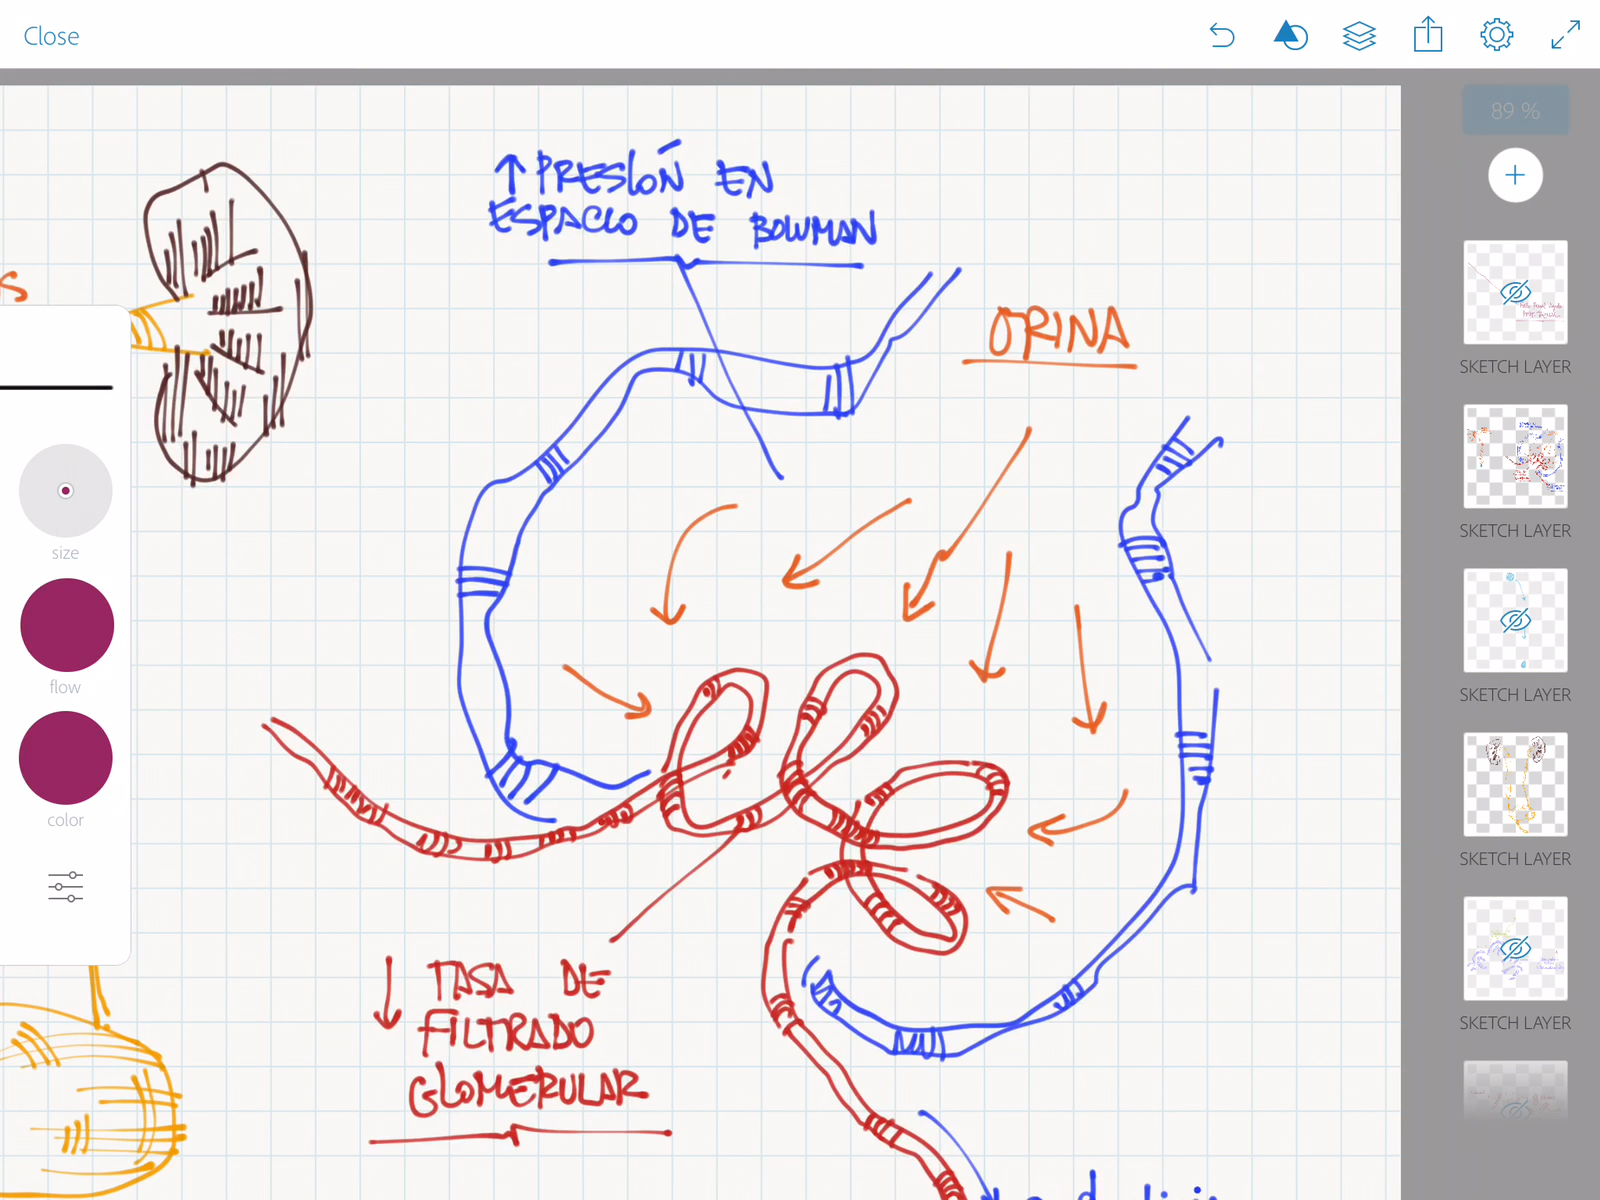 Close
89 %
↑ PRESIÓN EN
ESPACIO DE BOWMAN
ORINA
s
size
flow
color
↓ TASA DE
FILTRADO
GLOMERULAR
SKETCH LAYER
SKETCH LAYER
SKETCH LAYER
SKETCH LAYER
SKETCH LAYER